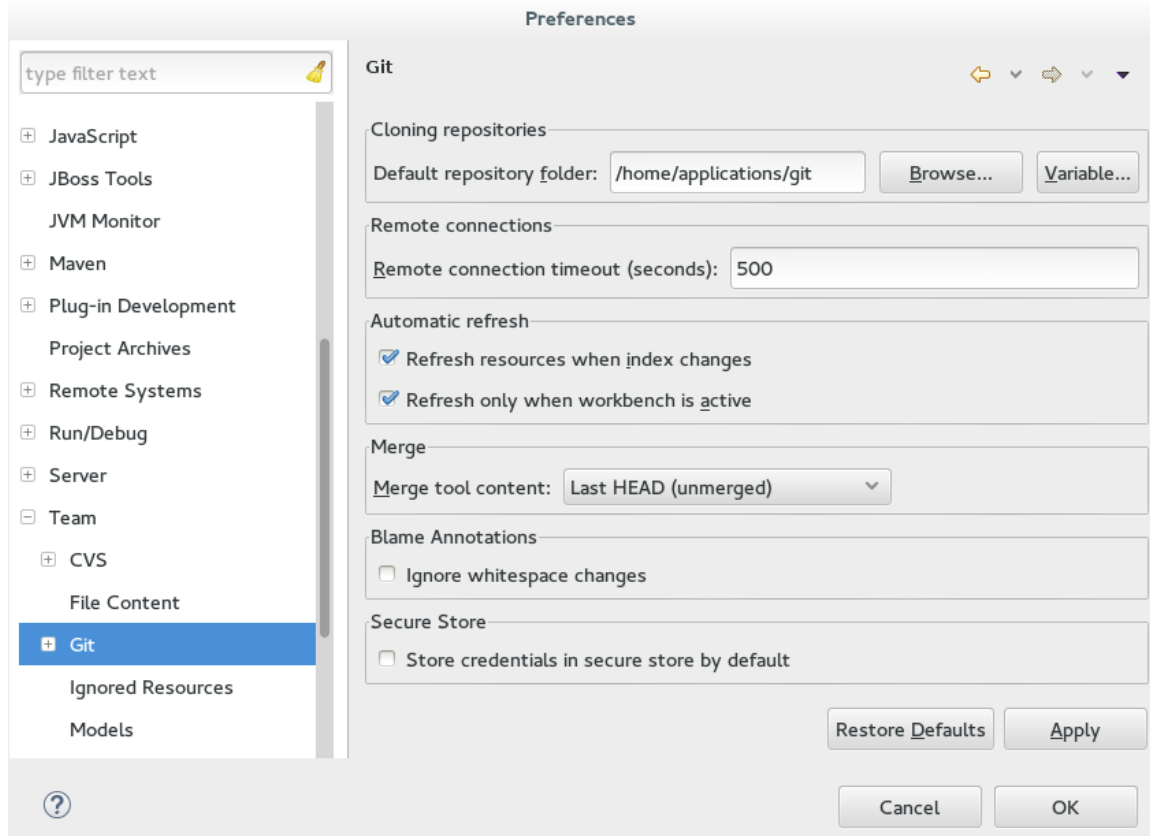 Preferences
type filter text
JavaScript
JBoss Tools
JVM Monitor
Maven
Plug-in Development
Project Archives
Remote Systems
Run/Debug
Server
Team
CVS
File Content
Git
Ignored Resources
Models
Git
Cloning repositories
Default repository folder: /home/applications/git Browse... Variable...
Remote connections
Remote connection timeout (seconds): 500
Automatic refresh
Refresh resources when index changes
Refresh only when workbench is active
Merge
Merge tool content: Last HEAD (unmerged)
Blame Annotations
Ignore whitespace changes
Secure Store
Store credentials in secure store by default
Restore Defaults Apply
? Cancel OK